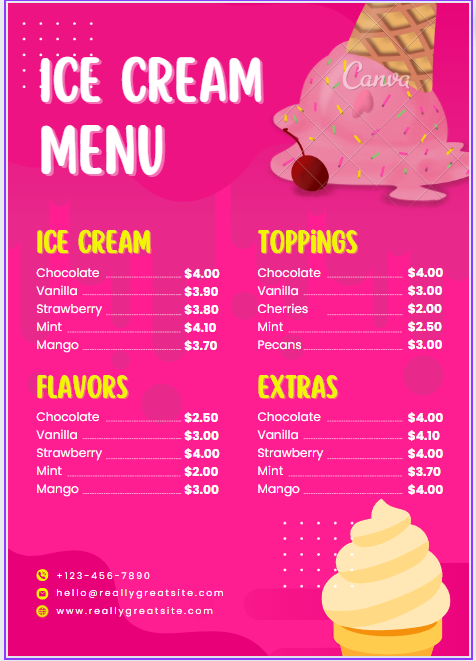 ICE CREAM
MENU
Canva
ICE CREAM
Chocolate $4.00
Vanilla $3.90
Strawberry $3.80
Mint $4.10
Mango $3.70
TOPPiNGS
Chocolate $4.00
Vanilla $3.00
Cherries $2.00
Mint $2.50
Pecans $3.00
FLAVORS
Chocolate $2.50
Vanilla $3.00
Strawberry $4.00
Mint $2.00
Mango $3.00
EXTRAS
Chocolate $4.00
Vanilla $4.10
Strawberry $4.00
Mint $3.70
Mango $4.00
+123-456-7890
hello@reallygreatsite.com
www.reallygreatsite.com